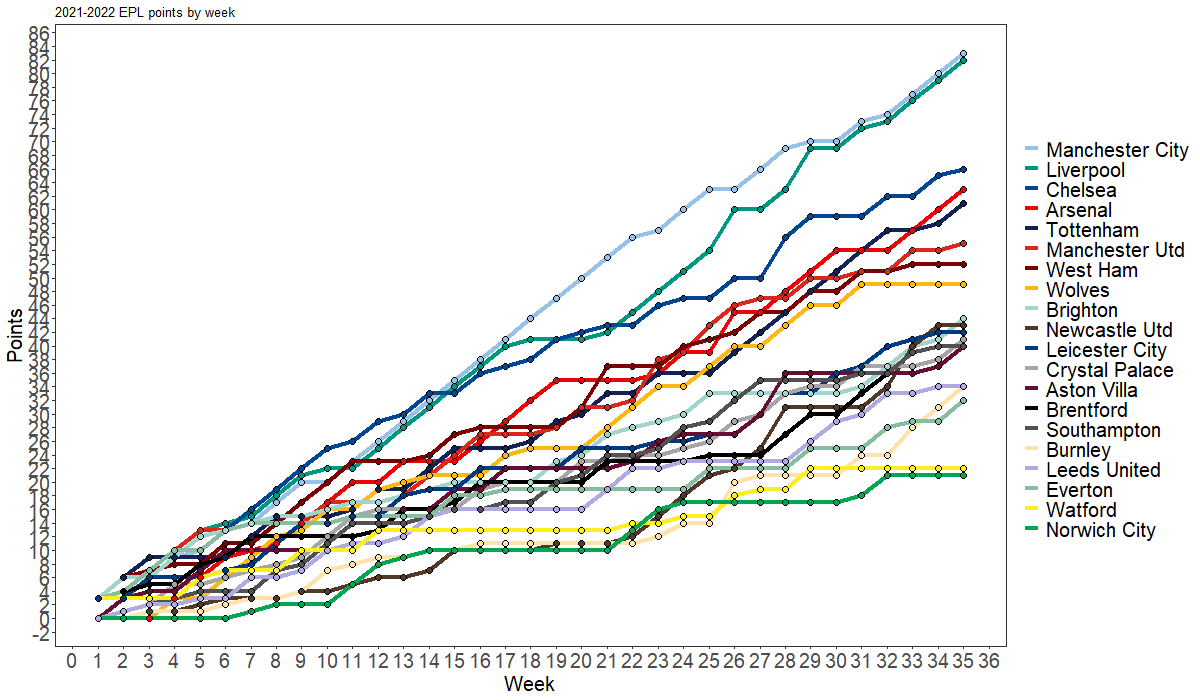 2021-2022 EPL points by week
86
84
82
80
78
76
74
72
70
68
66
64
62
60
58
56
54
52
50
48
46
44
42
40
38
36
34
32
30
28
26
24
22
20
18
16
14
12
10
8
6
4
2
0
-2
Points
0 1 2 3 4 5 6 7 8 9 10 11 12 13 14 15 16 17 18 19 20 21 22 23 24 25 26 27 28 29 30 31 32 33 34 35 36
Week
Manchester City
Liverpool
Chelsea
Arsenal
Tottenham
Manchester Utd
West Ham
Wolves
Brighton
Newcastle Utd
Leicester City
Crystal Palace
Aston Villa
Brentford
Southampton
Burnley
Leeds United
Everton
Watford
Norwich City